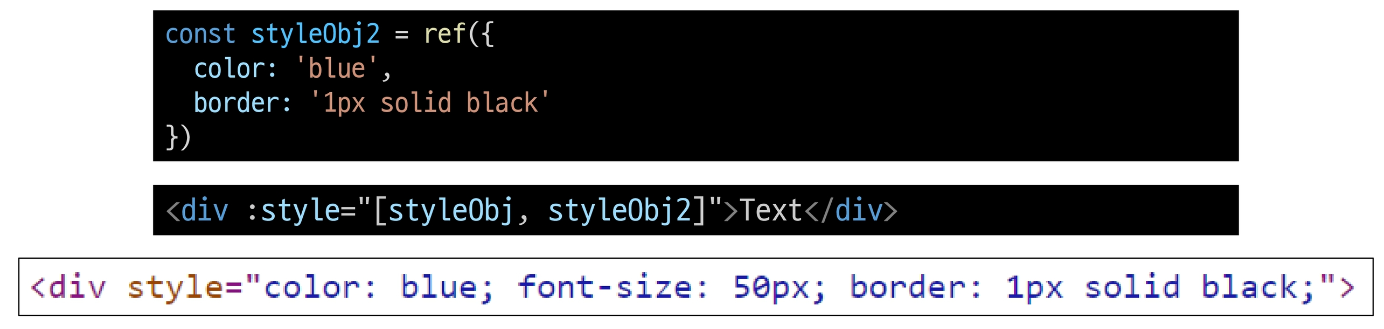 const styleObj2 = ref({
  color: 'blue',
  border: '1px solid black'
})
<div :style="[styleObj, styleObj2]">Text</div>
<div style="color: blue; font-size: 50px; border: 1px solid black;">